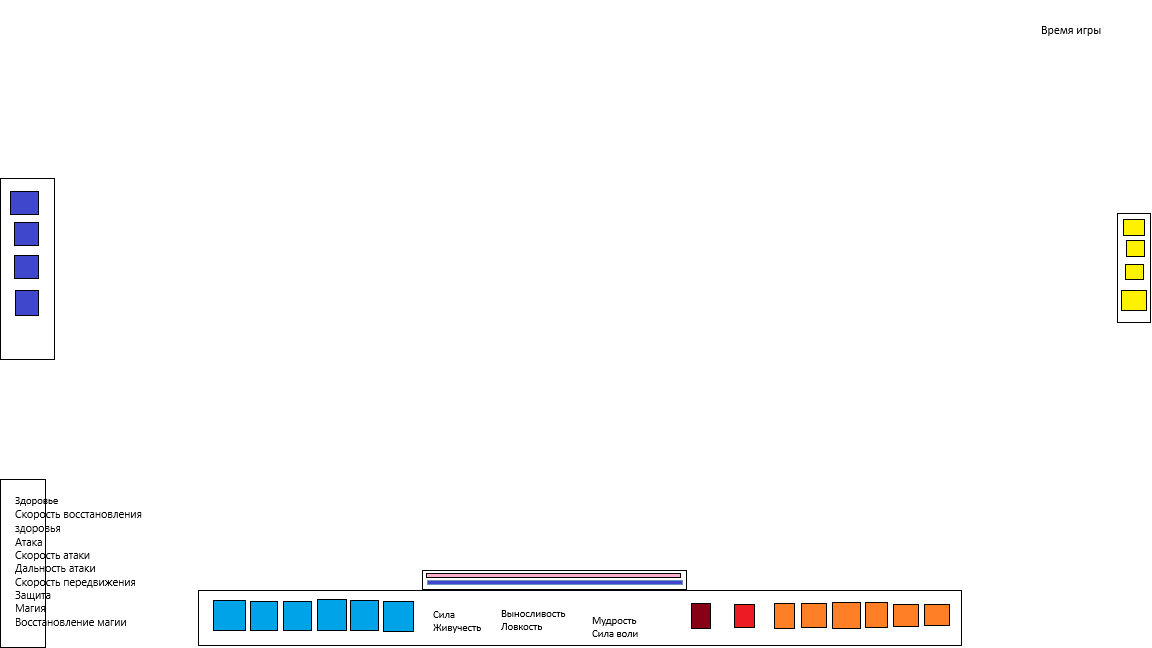 Время игры
Здоровье
Скорость восстановления
здоровья
Атака
Скорость атаки
Дальность атаки
Скорость передвижения
Защита
Магия
Восстановление магии
Сила
Живучесть
Выносливость
Ловкость
Мудрость
Сила воли